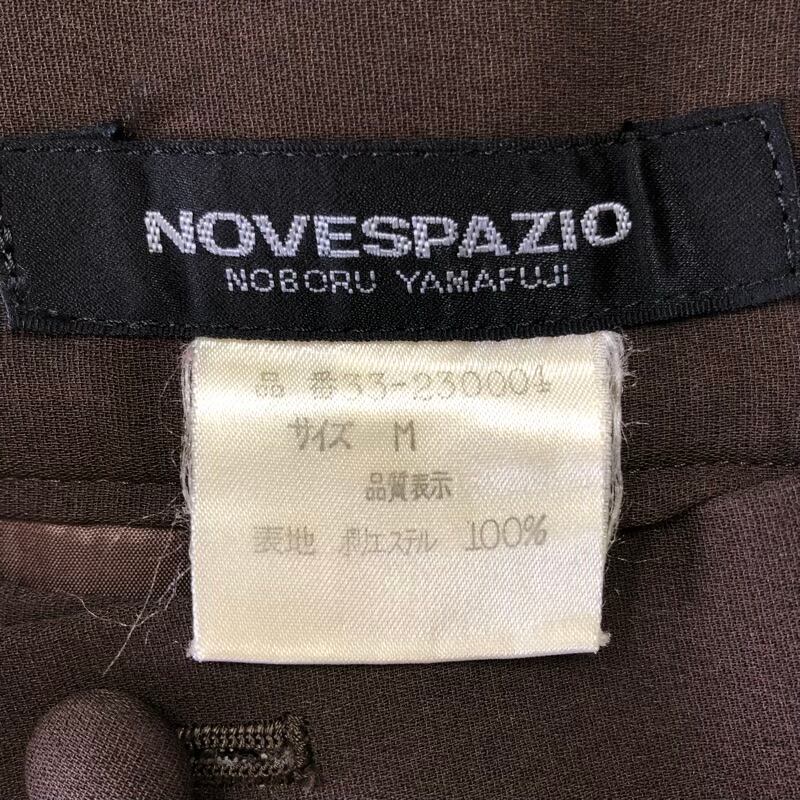 NOVESPAZIO
NOBORU YAMAFUJI
品 番33-230004
サイズ M
品質表示
表地 ポリエステル 100%